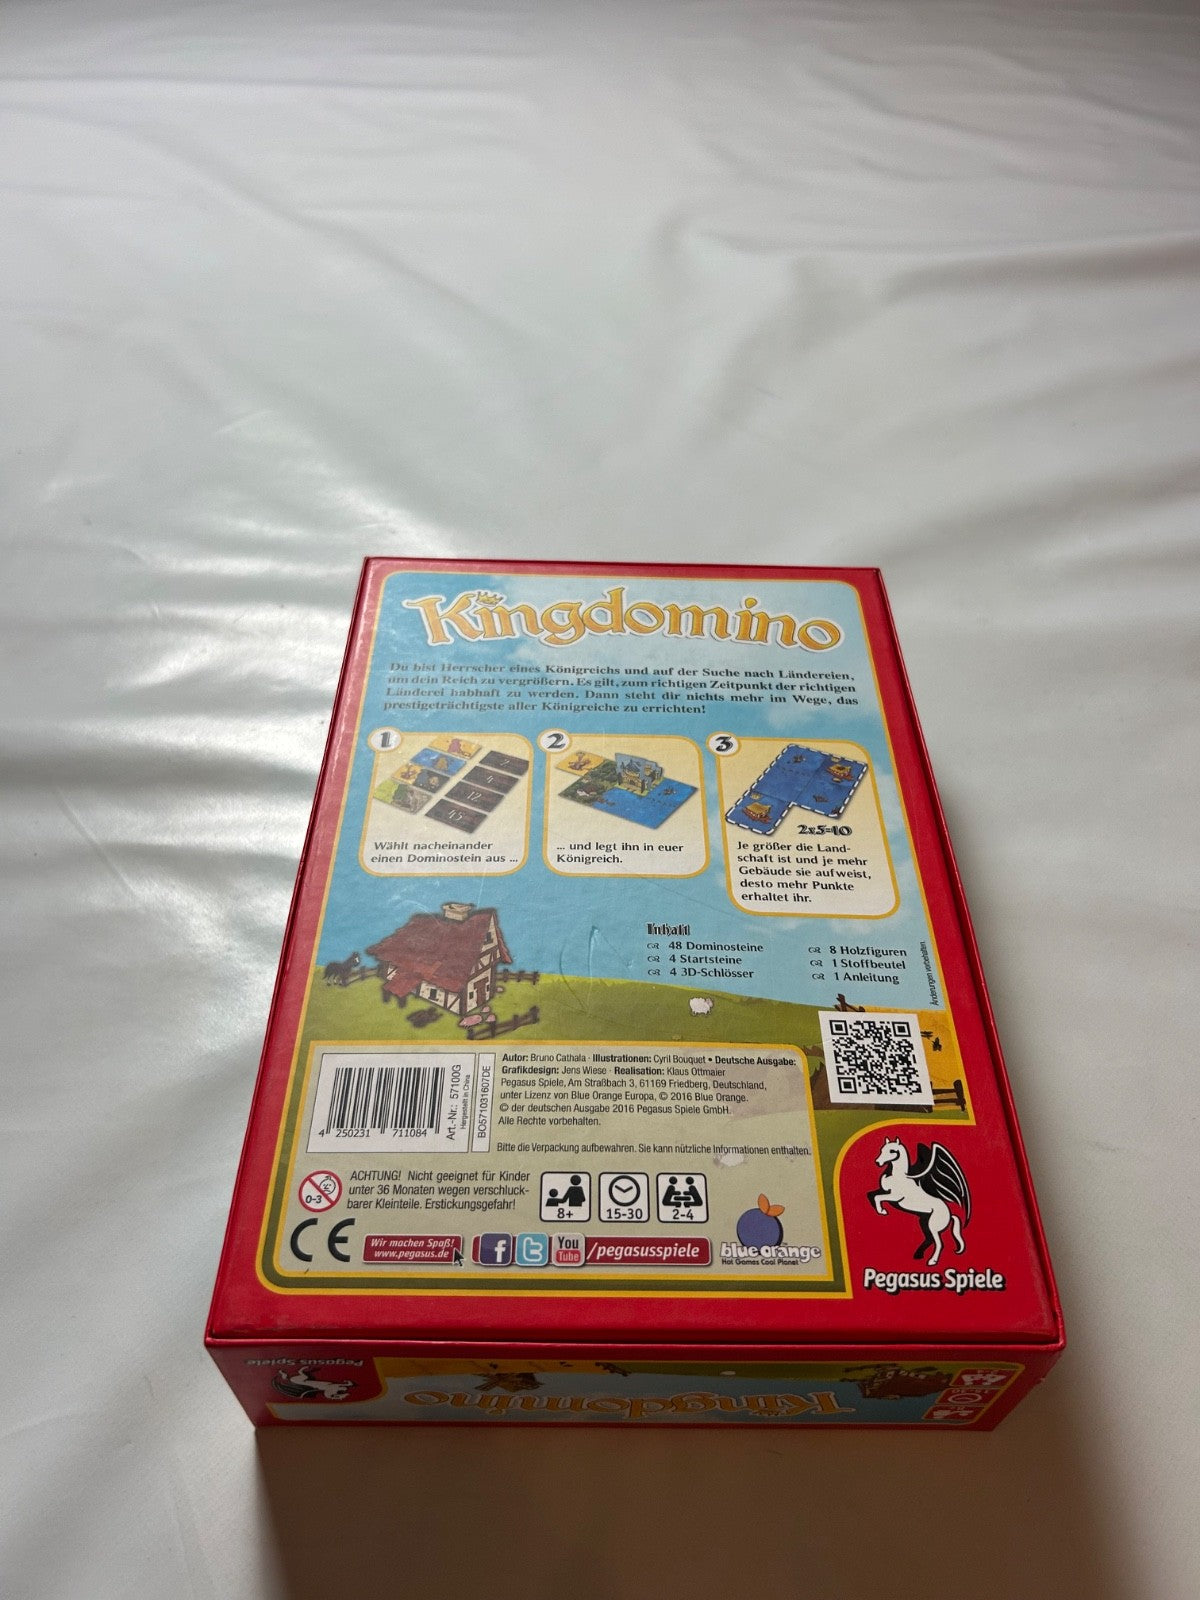 Kingdomino
Du bist Herrscher eines Königreichs und auf der Suche nach Ländereien,
um dein Reich zu vergrößern. Es gilt, zum richtigen Zeitpunkt der richtigen
Länderei habhaft zu werden. Dann steht dir nichts mehr im Wege, das
prestigeträchtigste aller Königreiche zu errichten!
1
2
4
12
45
Wählt nacheinander
einen Dominostein aus ...
2
... und legt ihn in euer
Königreich.
3
2x5=10
Je größer die Land-
schaft ist und je mehr
Gebäude sie aufweist,
desto mehr Punkte
erhaltet ihr.
Inhalt
48 Dominosteine
4 Startsteine
4 3D-Schlösser
8 Holzfiguren
1 Stoffbeutel
1 Anleitung
Änderungen vorbehalten.
4 250231 711084
Art.-Nr.: 57100G
Hergestellt in China
BO571031607DE
Autor: Bruno Cathala · Illustrationen: Cyril Bouquet • Deutsche Ausgabe:
Grafikdesign: Jens Wiese · Realisation: Klaus Ottmaier
Pegasus Spiele, Am Straßbach 3, 61169 Friedberg, Deutschland,
unter Lizenz von Blue Orange Europa, © 2016 Blue Orange.
© der deutschen Ausgabe 2016 Pegasus Spiele GmbH.
Alle Rechte vorbehalten.
Bitte die Verpackung aufbewahren. Sie kann nützliche Informationen enthalten.
0-3
ACHTUNG! Nicht geeignet für Kinder
unter 36 Monaten wegen verschluck-
barer Kleinteile. Erstickungsgefahr!
8+
15-30
2-4
CE
Wir machen Spaß!
www.pegasus.de
f
t
You
Tube
/pegasusspiele
blue orange
Hot Games Cool Planet
Pegasus Spiele
Pegasus Spiele
Kingdomino